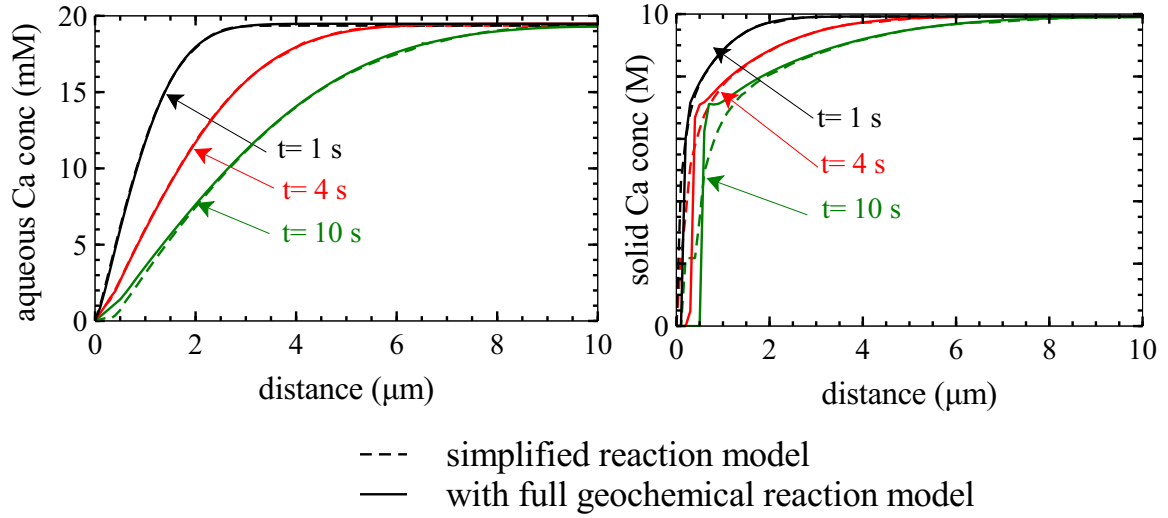 20
15
10
5
0
aqueous Ca conc (mM)
t= 1 s
t= 4 s
t= 10 s
0 2 4 6 8 10
distance (μm)
10
0
solid Ca conc (M)
t= 1 s
t= 4 s
t= 10 s
0 2 4 6 8 10
distance (μm)
simplified reaction model
with full geochemical reaction model